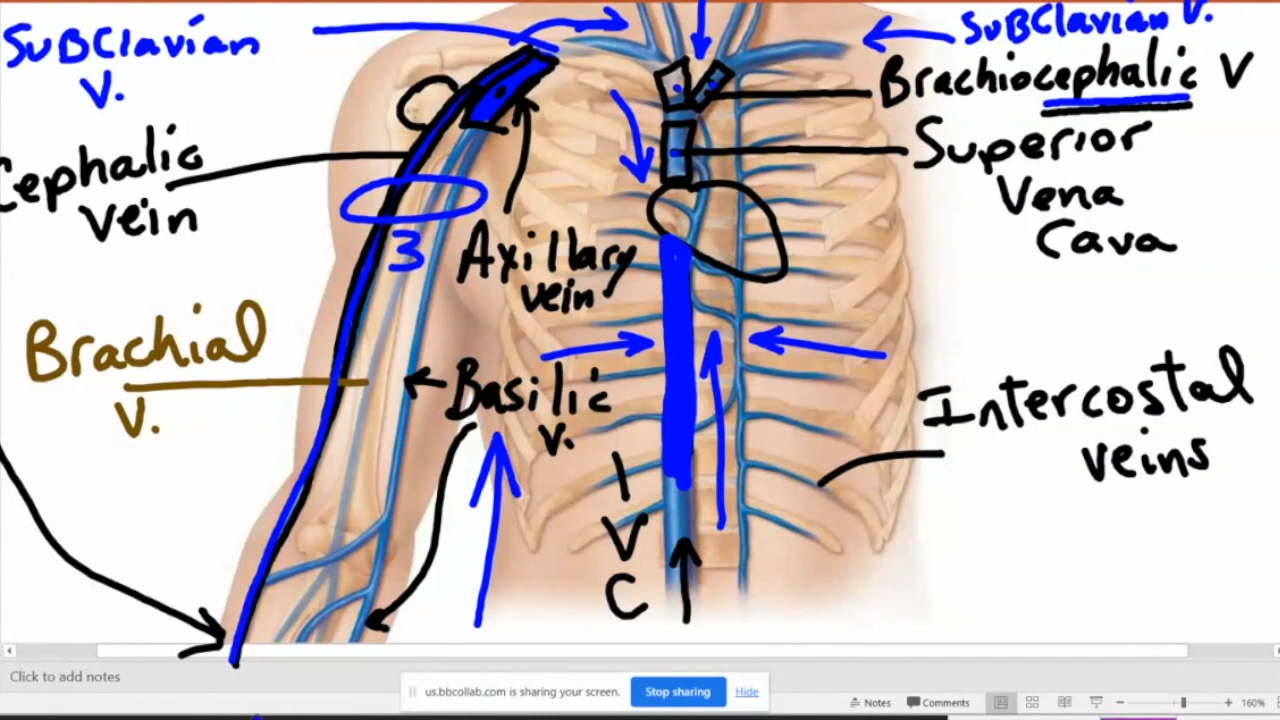 SuBClavian
V.
Cephalic
vein
3
Axillary
vein
Brachial
V.
Basilic
v.
I
V
C
SuBClavian V.
Brachiocephalic V
Superior
Vena
Cava
Intercostal
veins
Click to add notes
us.bbcollab.com is sharing your screen.
Stop sharing
Hide
Notes
Comments
160%